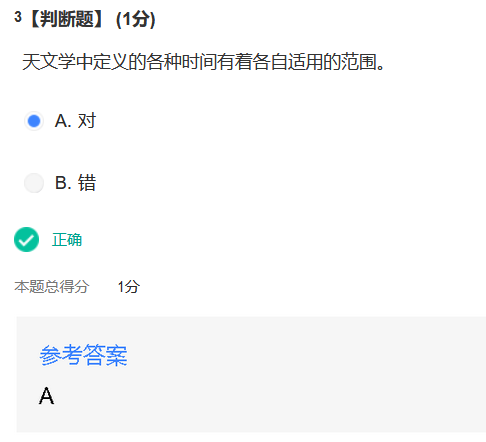 3【判断题】 (1分)
天文学中定义的各种时间有着各自适用的范围。
A. 对
B. 错
正确
本题总得分 1分
参考答案
A